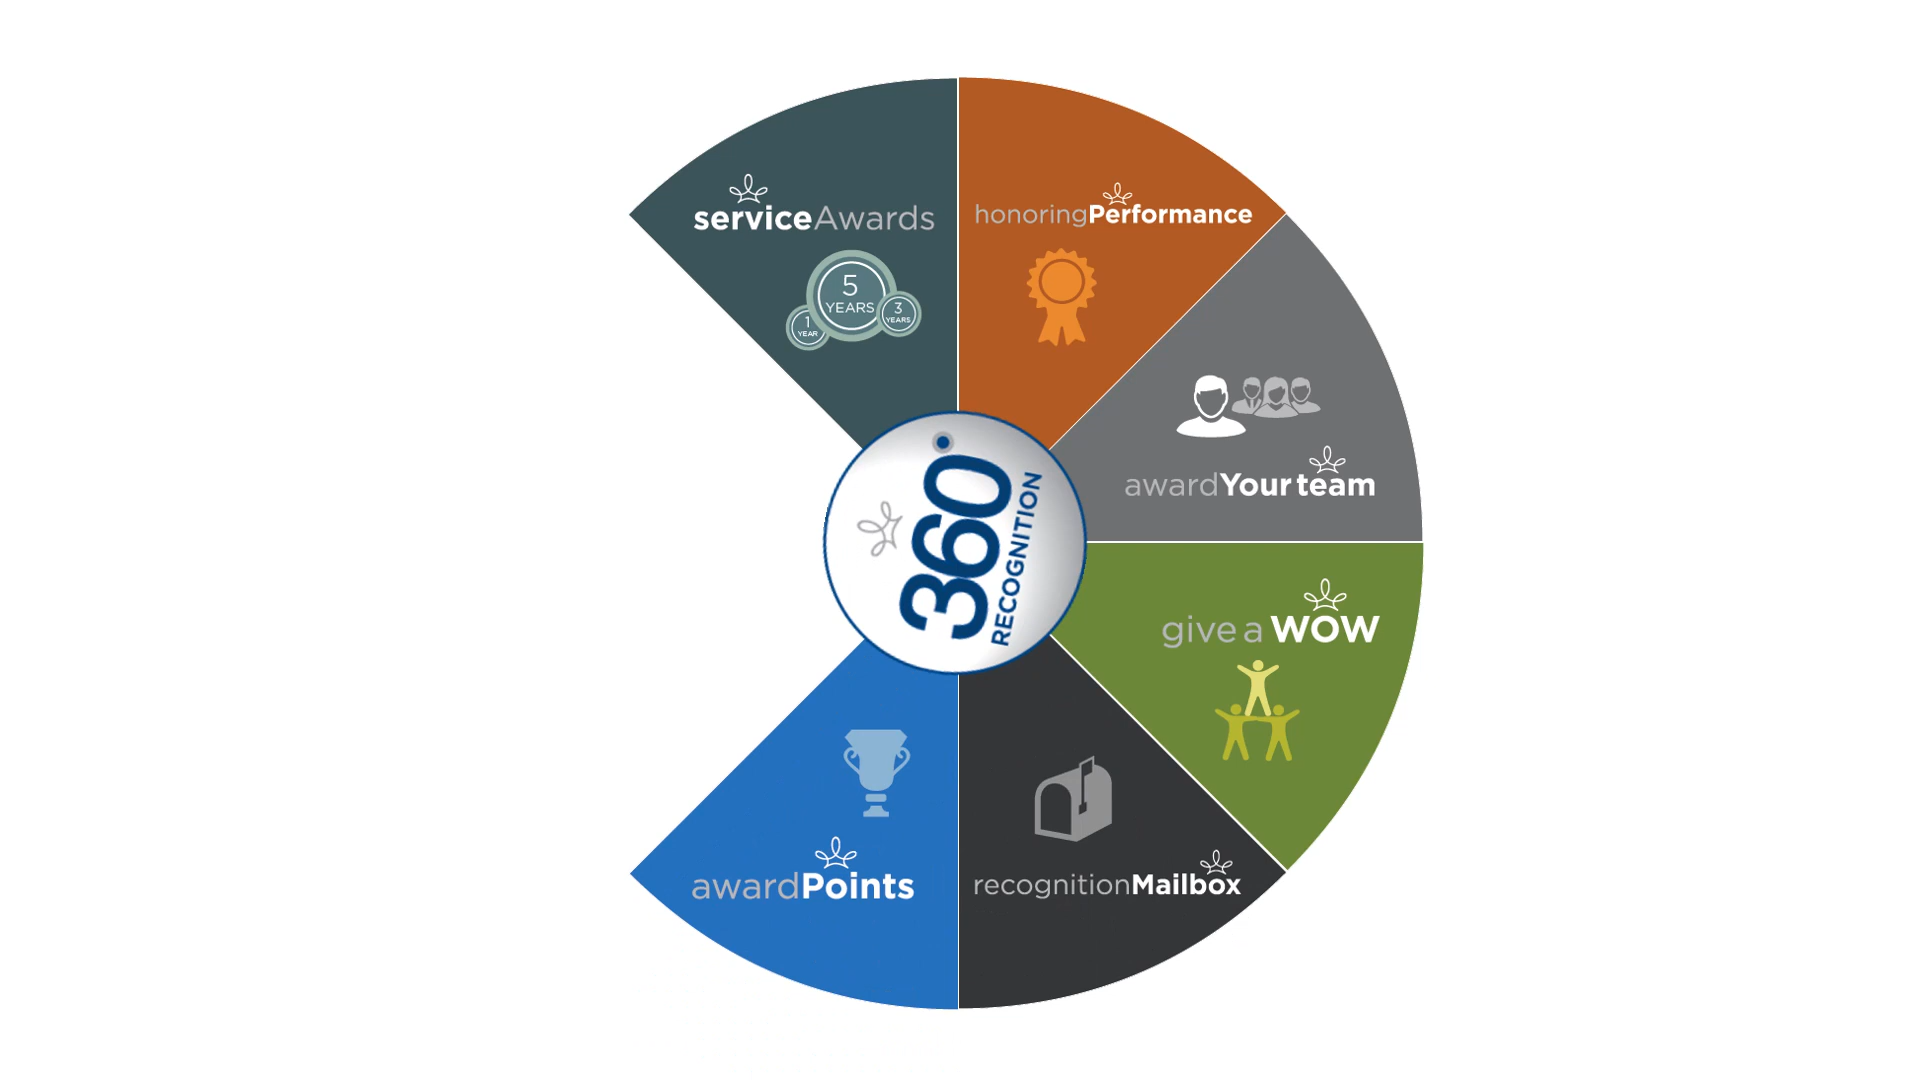 serviceAwards
5
YEARS
1
YEAR
3
YEARS
honoringPerformance
awardYour team
give a WOW
recognitionMailbox
awardPoints
360°
RECOGNITION